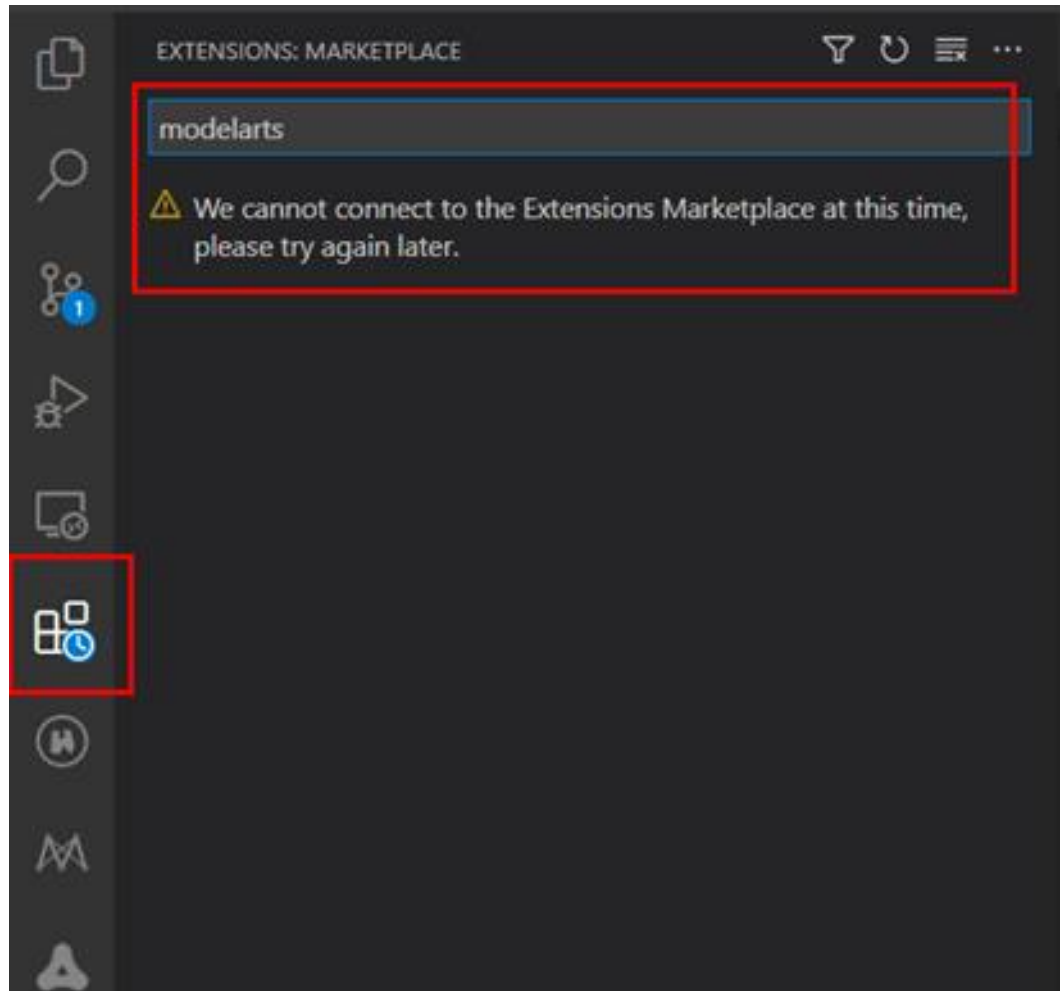 EXTENSIONS: MARKETPLACE
modelarts
We cannot connect to the Extensions Marketplace at this time,
please try again later.
1